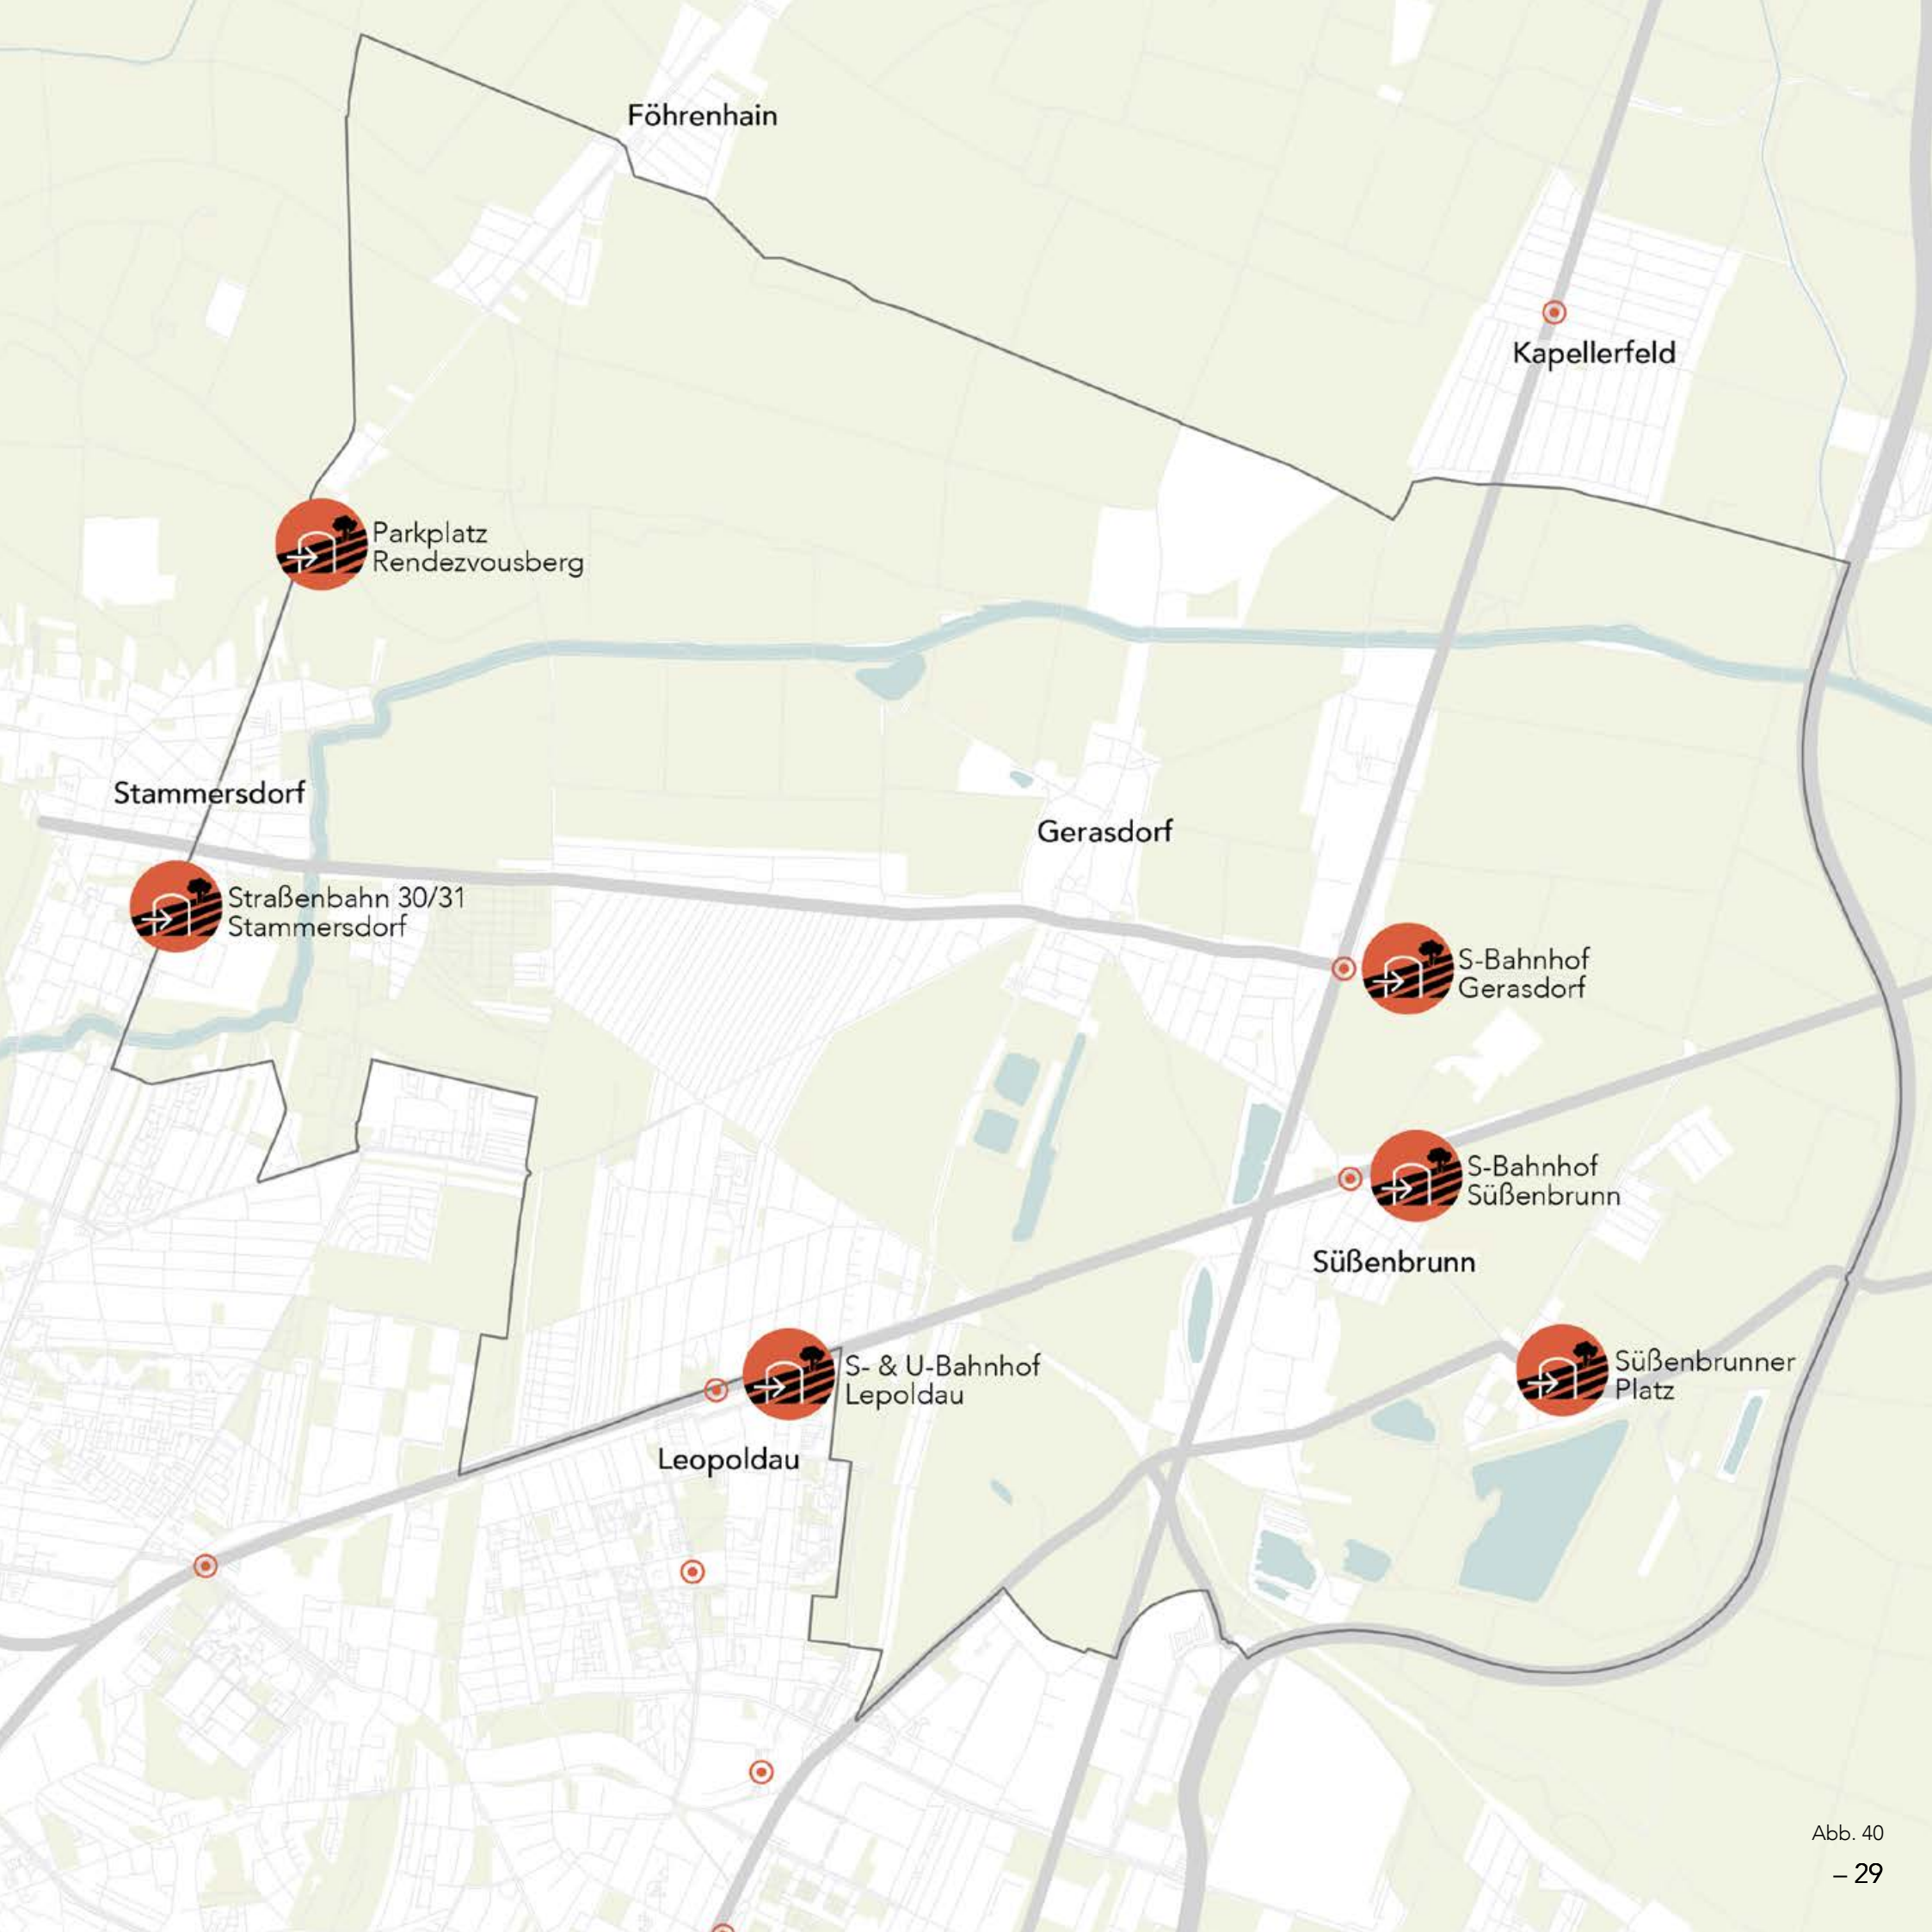 Föhrenhain
Kapellerfeld
Parkplatz
Rendezvousberg
Stammersdorf
Gerasdorf
Straßenbahn 30/31
Stammersdorf
S-Bahnhof
Gerasdorf
S-Bahnhof
Süßenbrunn
Süßenbrunn
S- & U-Bahnhof
Lepoldau
Süßenbrunner
Platz
Leopoldau
Abb. 40
– 29